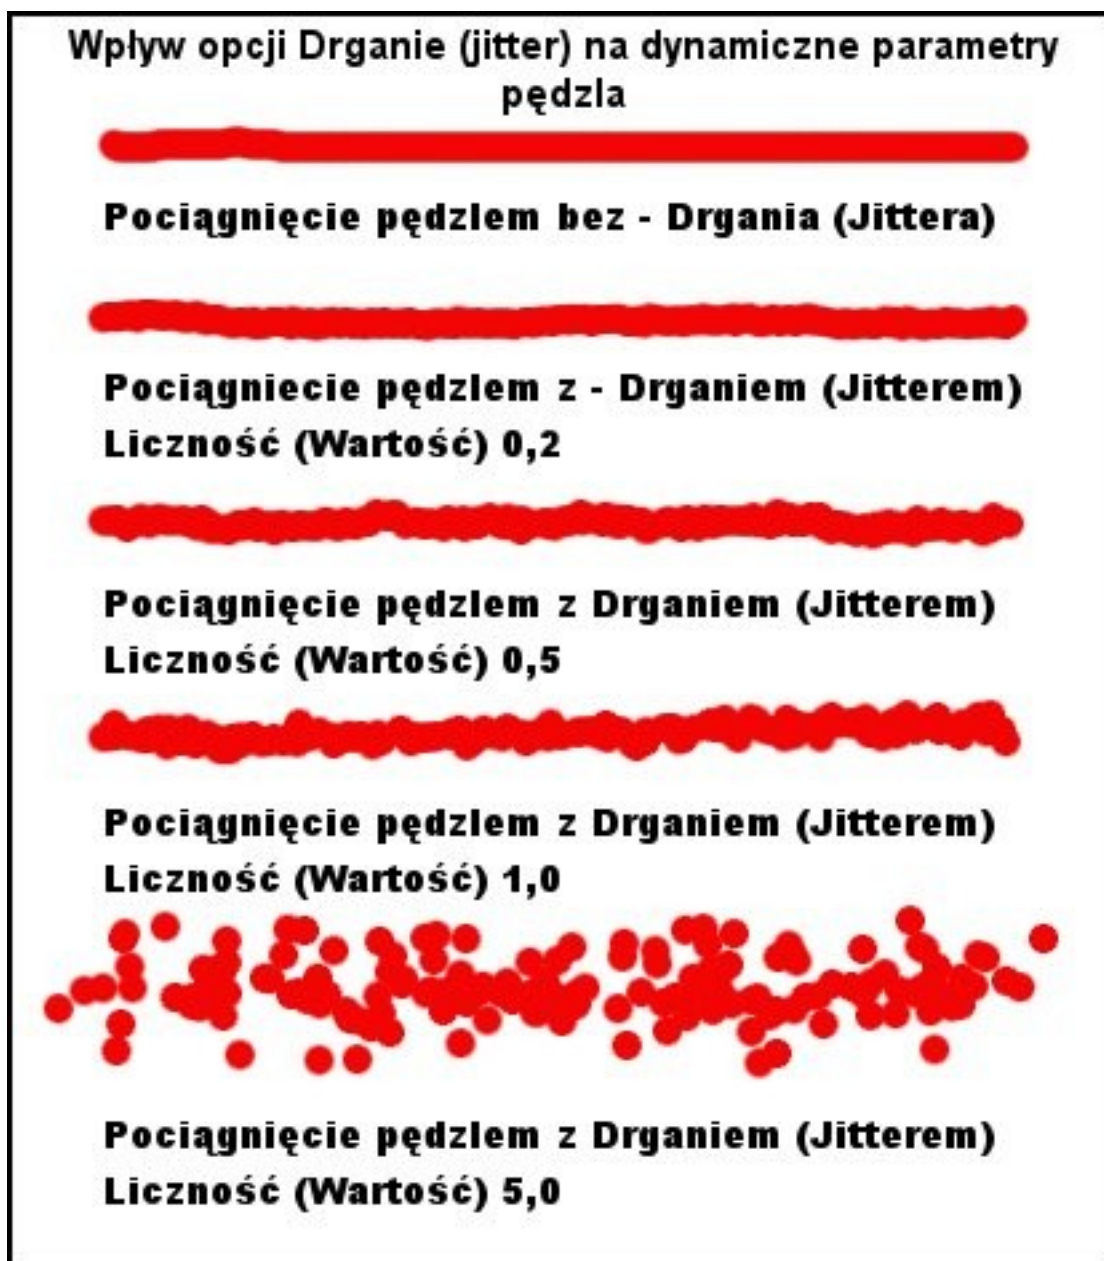 Wpływ opcji Drganie (jitter) na dynamiczne parametry
pędzla
Pociągnięcie pędzlem bez - Drgania (Jittera)
Pociągniecie pędzlem z - Drganiem (Jitterem)
Liczność (Wartość) 0,2
Pociągnięcie pędzlem z Drganiem (Jitterem)
Liczność (Wartość) 0,5
Pociągnięcie pędzlem z Drganiem (Jitterem)
Liczność (Wartość) 1,0
Pociągnięcie pędzlem z Drganiem (Jitterem)
Liczność (Wartość) 5,0